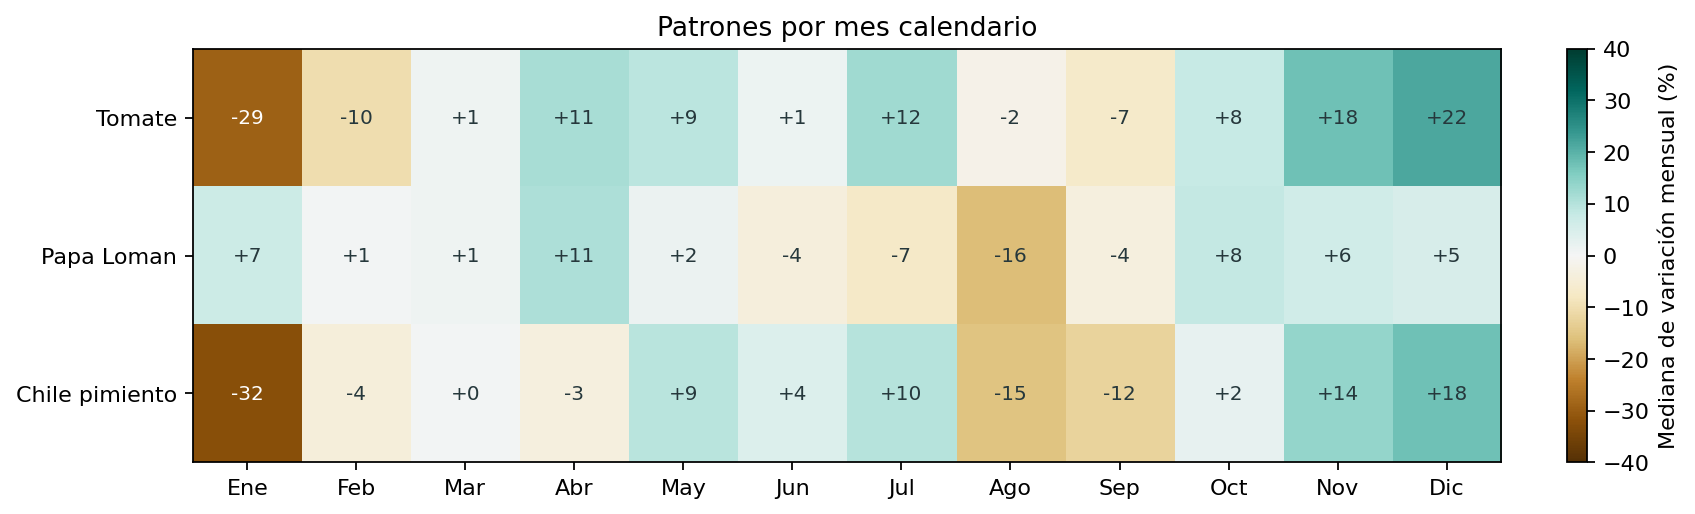 Patrones por mes calendario
Tomate -29 -10 +1 +11 +9 +1 +12 -2 -7 +8 +18 +22
Papa Loman +7 +1 +1 +11 +2 -4 -7 -16 -4 +8 +6 +5
Chile pimiento -32 -4 +0 -3 +9 +4 +10 -15 -12 +2 +14 +18
Ene Feb Mar Abr May Jun Jul Ago Sep Oct Nov Dic
40
30
20
10
0
−10
−20
−30
−40
Mediana de variación mensual (%)